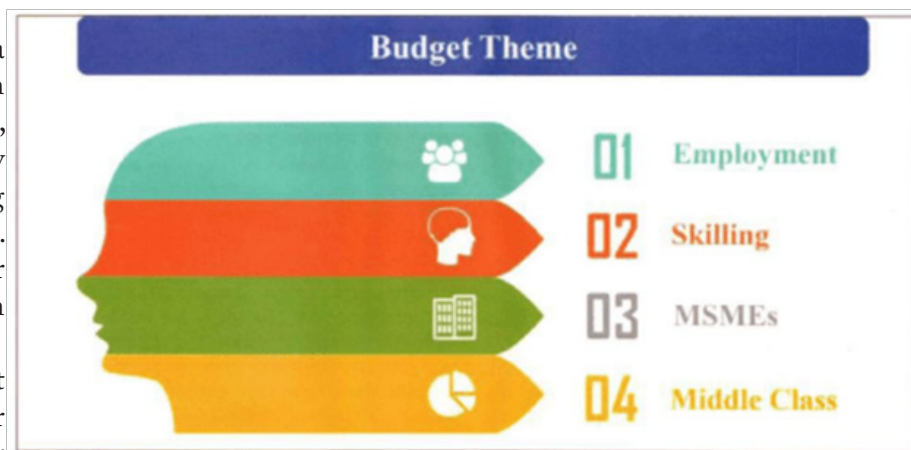 Budget Theme
01 Employment
02 Skilling
03 MSMEs
04 Middle Class